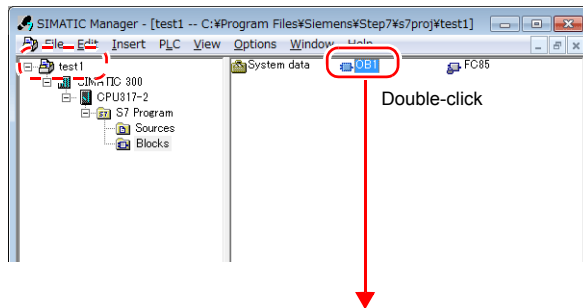 SIMATIC Manager - [test1 -- C:¥Program Files¥Siemens¥Step7¥s7proj¥test1]
File Edit Insert PLC View Options Window Help
test1
SIMATIC 300
CPU317-2
S7 Program
Sources
Blocks
System data OB1 FC85
Double-click